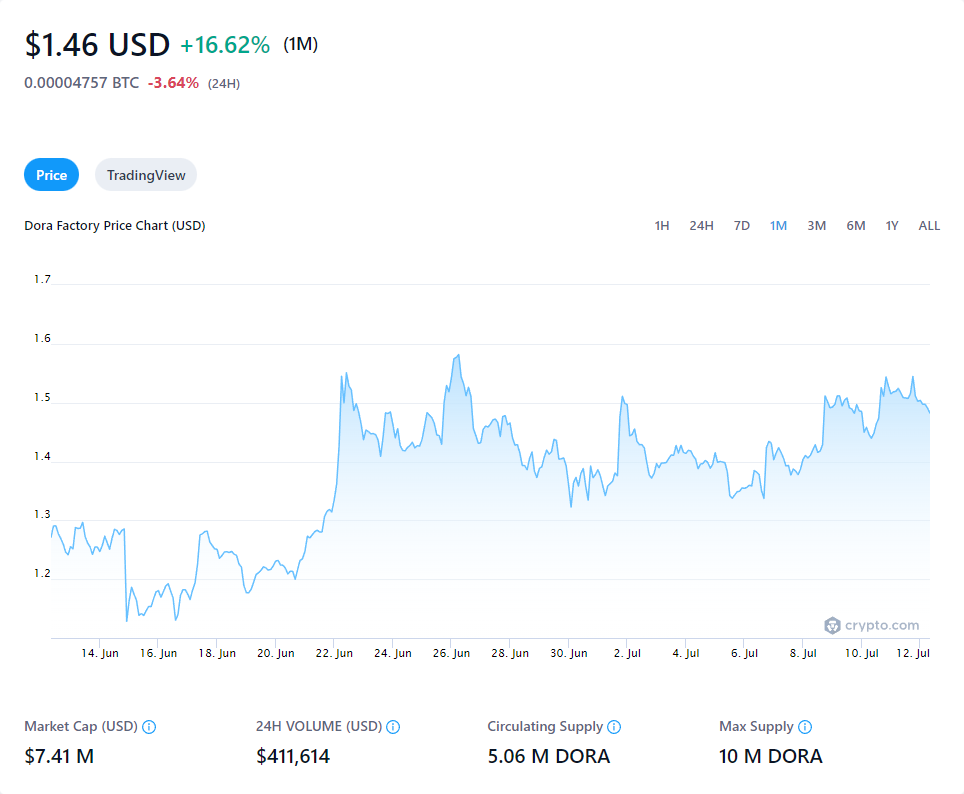 $1.46 USD +16.62% (1M)
0.00004757 BTC -3.64% (24H)
Price TradingView
Dora Factory Price Chart (USD) 1H 24H 7D 1M 3M 6M 1Y ALL
1.7
1.6
1.5
1.4
1.3
1.2
crypto.com
14. Jun 16. Jun 18. Jun 20. Jun 22. Jun 24. Jun 26. Jun 28. Jun 30. Jun 2. Jul 4. Jul 6. Jul 8. Jul 10. Jul 12. Jul
Market Cap (USD) 24H VOLUME (USD) Circulating Supply Max Supply
$7.41 M $411,614 5.06 M DORA 10 M DORA